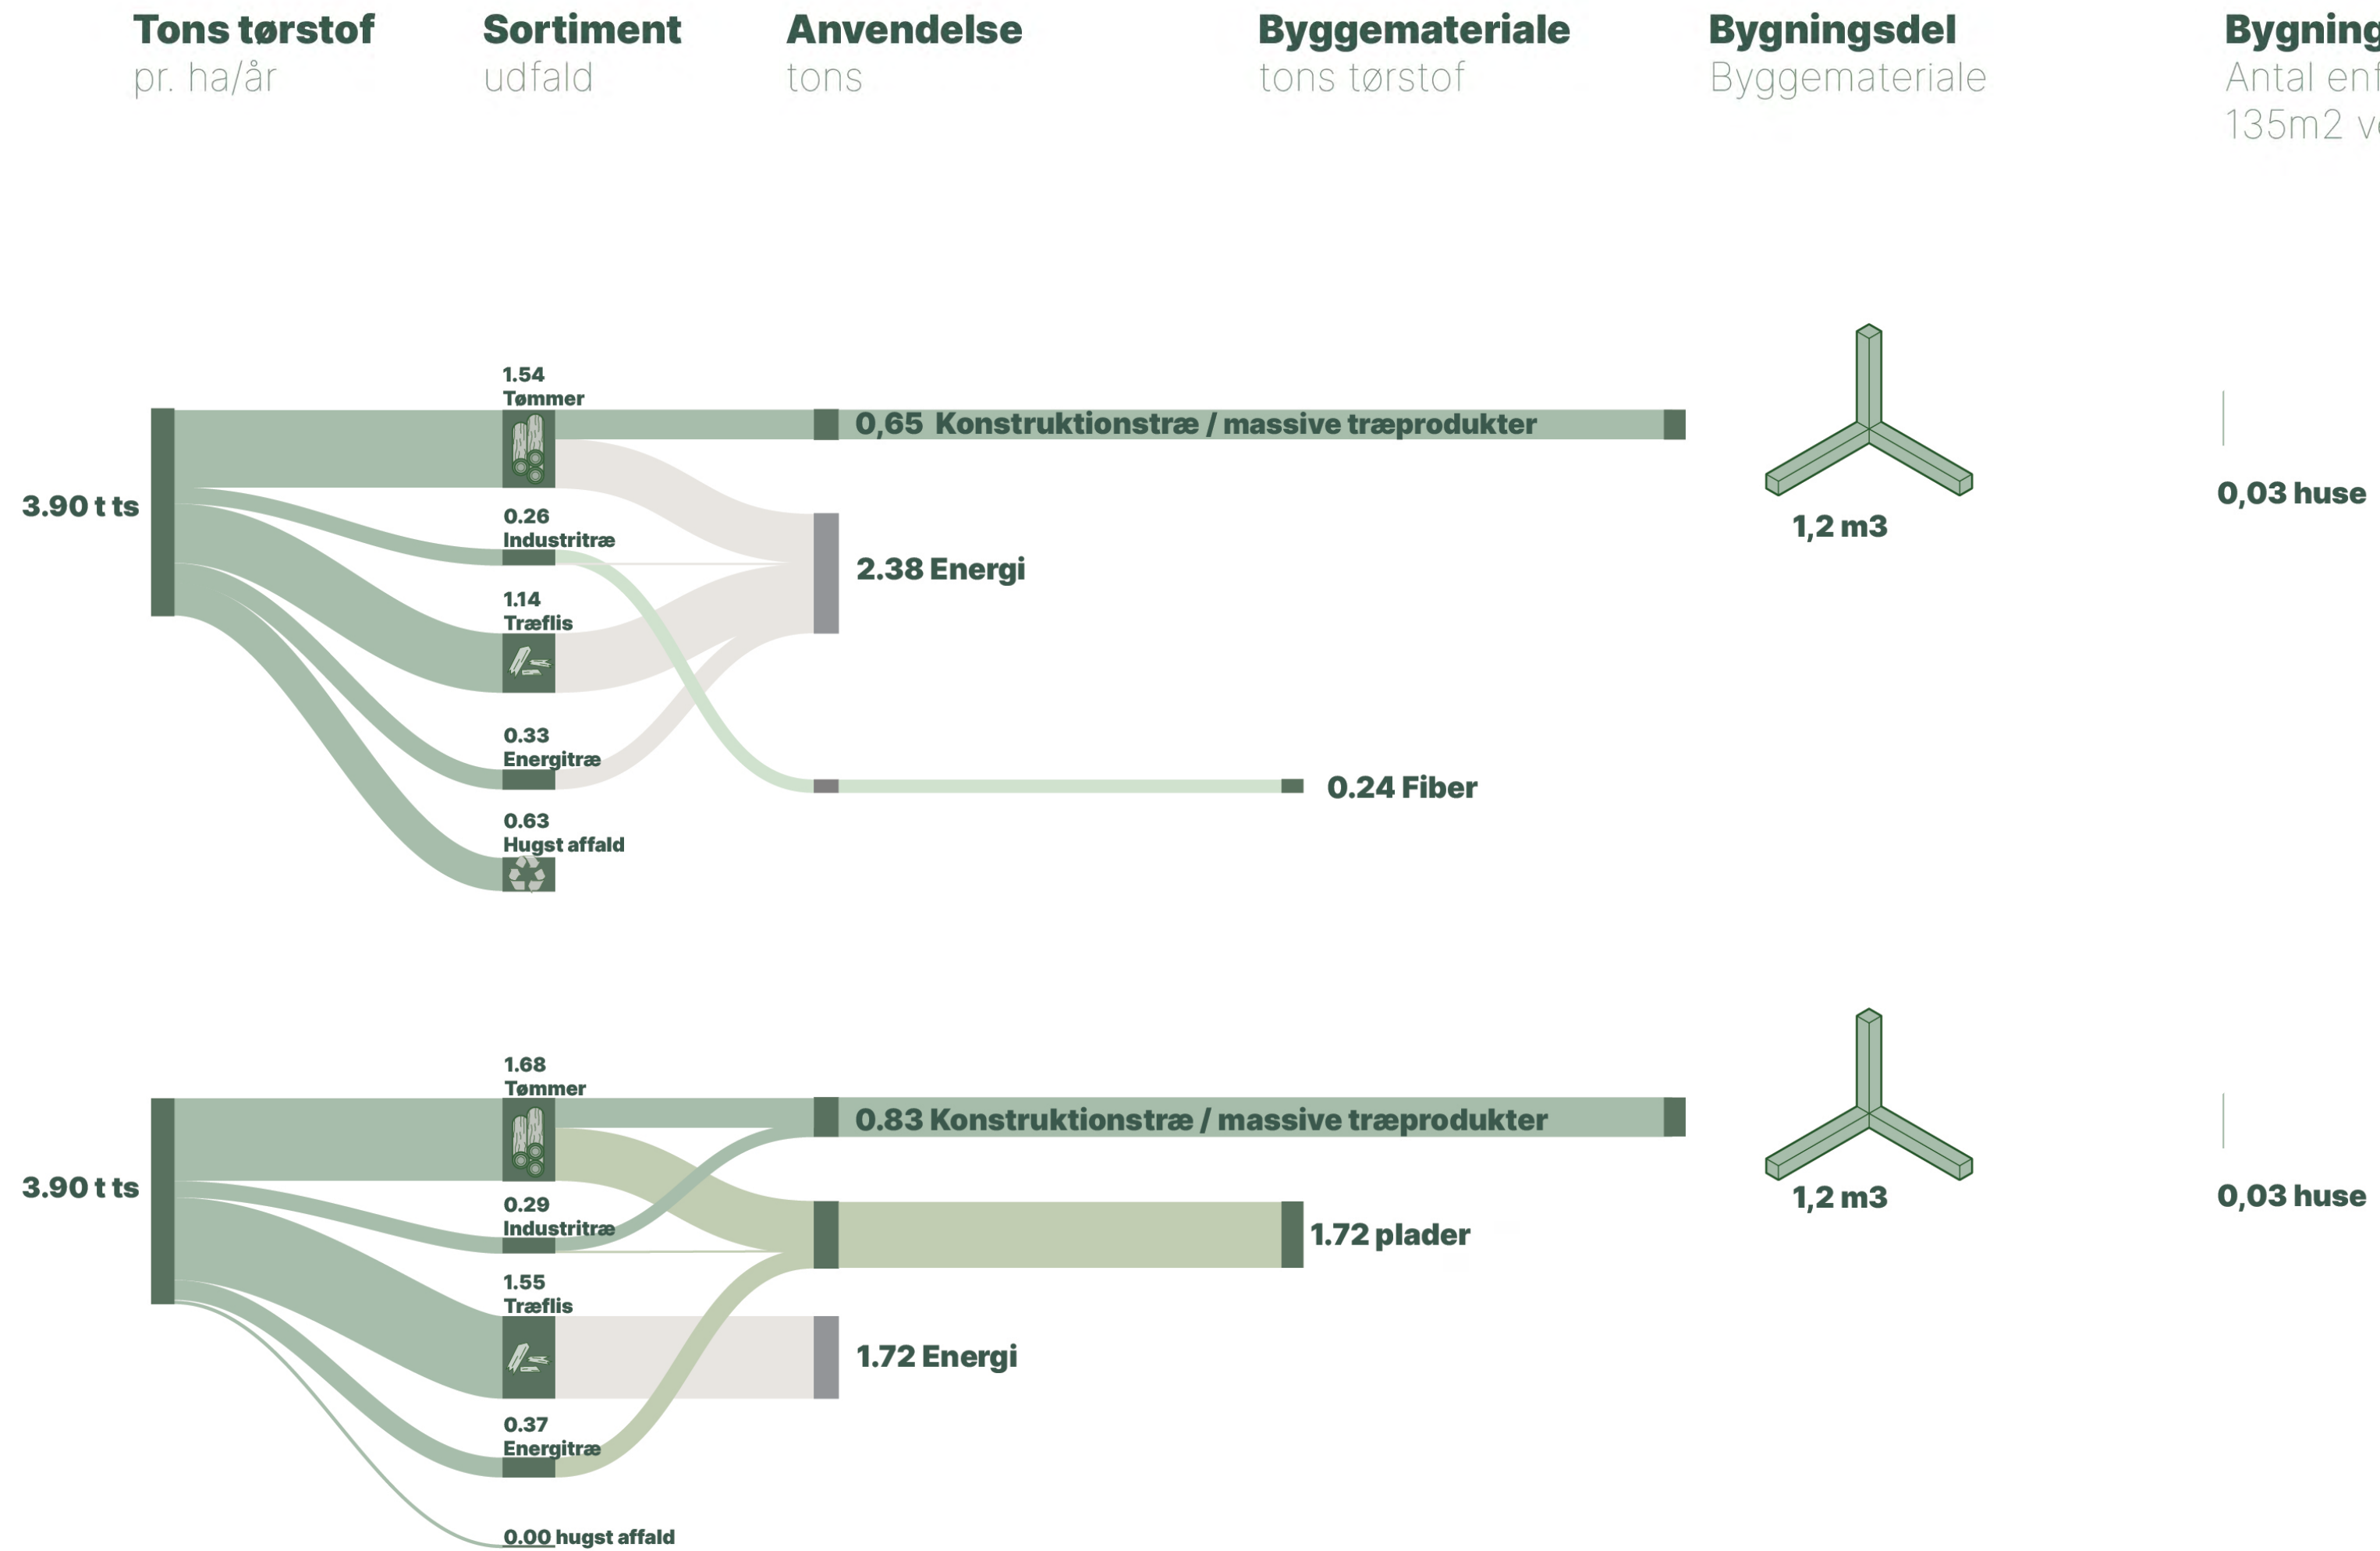 Tons tørstof
pr. ha/år
Sortiment
udfald
Anvendelse
tons
Byggemateriale
tons tørstof
Bygningsdel
Byggemateriale
Bygning
Antal enf
135m2 v
3.90 t ts
1.54
Tømmer
0.26
Industritræ
1.14
Træflis
0.33
Energitræ
0.63
Hugst affald
0,65 Konstruktionstræ / massive træprodukter
2.38 Energi
0.24 Fiber
1,2 m3
0,03 huse
3.90 t ts
1.68
Tømmer
0.29
Industritræ
1.55
Træflis
0.37
Energitræ
0.00 hugst affald
0.83 Konstruktionstræ / massive træprodukter
1.72 plader
1.72 Energi
1,2 m3
0,03 huse